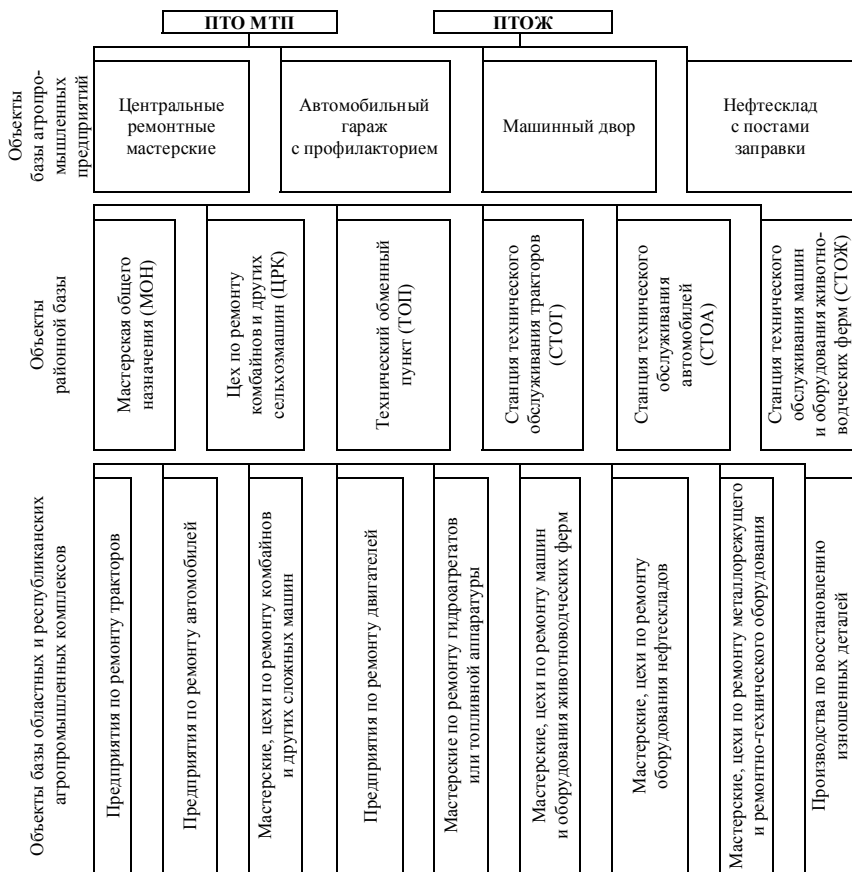 ПТО МТП
ПТОЖ
Объекты
базы агропро-
мышленных
предприятий
Центральные
ремонтные
мастерские
Автомобильный
гараж
с профилакторием
Машинный двор
Нефтесклад
с постами
заправки
Объекты
районной базы
Мастерская общего
назначения (МОН)
Цех по ремонту
комбайнов и других
сельхозмашин (ЦРК)
Технический обменный
пункт (ТОП)
Станция технического
обслуживания тракторов
((СТОТ)
Станция технического
обслуживания
автомобилей
(СТОА)
Станция технического
обслуживания машин
и оборудования животно-
водческих ферм (СТОЖ)
Объекты базы областных и республиканских
агропромышленных комплексов
Предприятия по ремонту тракторов
Предприятия по ремонту автомобилей
Мастерские, цехи по ремонту комбайнов
и других сложных машин
Предприятия по ремонту двигателей
Мастерские по ремонту гидроагрегатов
или топливной аппаратуры
Мастерские, цехи по ремонту машин
и оборудования животноводческих ферм
Мастерские, цехи по ремонту
оборудования нефтескладов
Мастерские, цехи по ремонту металлорежущего
и ремонтно-технического оборудования
Производства по восстановлению
изношенных деталей